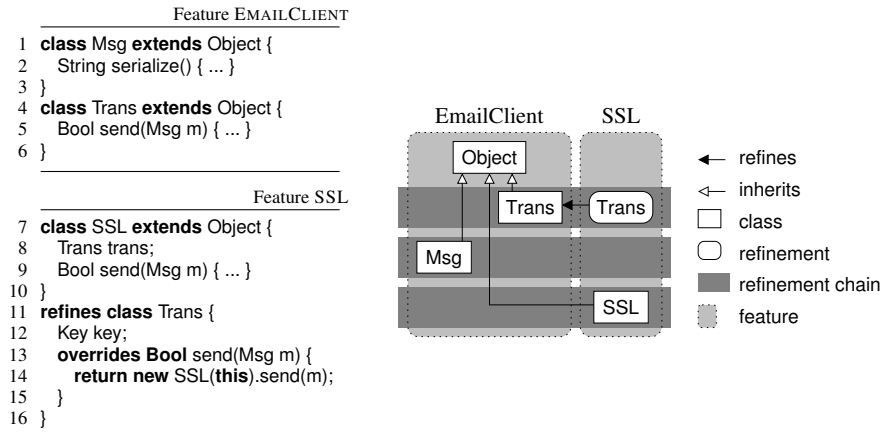 Feature EMAILCLIENT
1 class Msg extends Object {
2 String serialize() { ... }
3 }
4 class Trans extends Object {
5 Bool send(Msg m) { ... }
6 }
Feature SSL
7 class SSL extends Object {
8 Trans trans;
9 Bool send(Msg m) { ... }
10 }
11 refines class Trans {
12 Key key;
13 overrides Bool send(Msg m) {
14 return new SSL(this).send(m);
15 }
16 }
EmailClient SSL
Object
Trans Trans
Msg
SSL
refines
inherits
class
refinement
refinement chain
feature